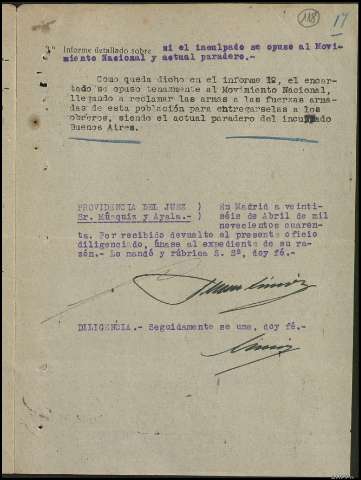 118
17
3º Informe detallado sobre si el inculpado se opuso al Movi-
miento Nacional y actual paradero.-
Como queda dicho en el informe 1º, el encar-
tado se opuso tenazmente al Movimiento Nacional,
llegando a reclamar las armas a las fuerzas arma-
das de esta población para entregarselas a los
obreros, siendo el actual paradero del inculpado
Buenos Aires.
PROVIDENCIA DEL JUEZ ) En Madrid a veinti-
Sr. Múzquiz y Ayala.- ) séis de Abril de mil
novecientos cuaren-
ta. Por recibido devuelto el presente oficio
diligenciado, únase al expediente de su ra-
zón.- Lo mandó y rúbrica S. Sª, doy fé.-
DILIGENCIA.- Seguidamente se une, doy fé.-